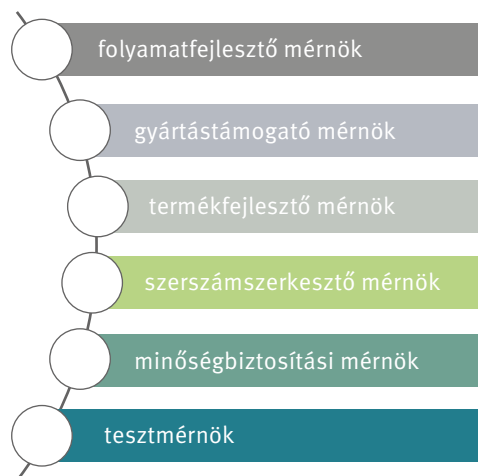 folyamatfejlesztő mérnök
gyártástámogató mérnök
termékfejlesztő mérnök
szerszámszerkesztő mérnök
minőségbiztosítási mérnök
tesztmérnök